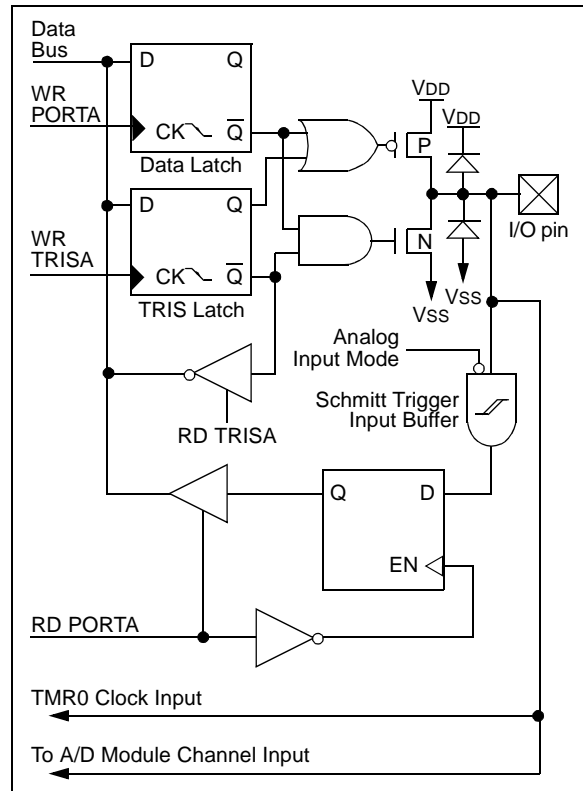 Data
Bus
D
Q
WR
PORTA
CK
Q
Data Latch
VDD
VDD
P
D
Q
WR
TRISA
CK
Q
TRIS Latch
N
I/O pin
VSS
VSS
Analog
Input Mode
Schmitt Trigger
Input Buffer
RD TRISA
Q
D
EN
RD PORTA
TMR0 Clock Input
To A/D Module Channel Input